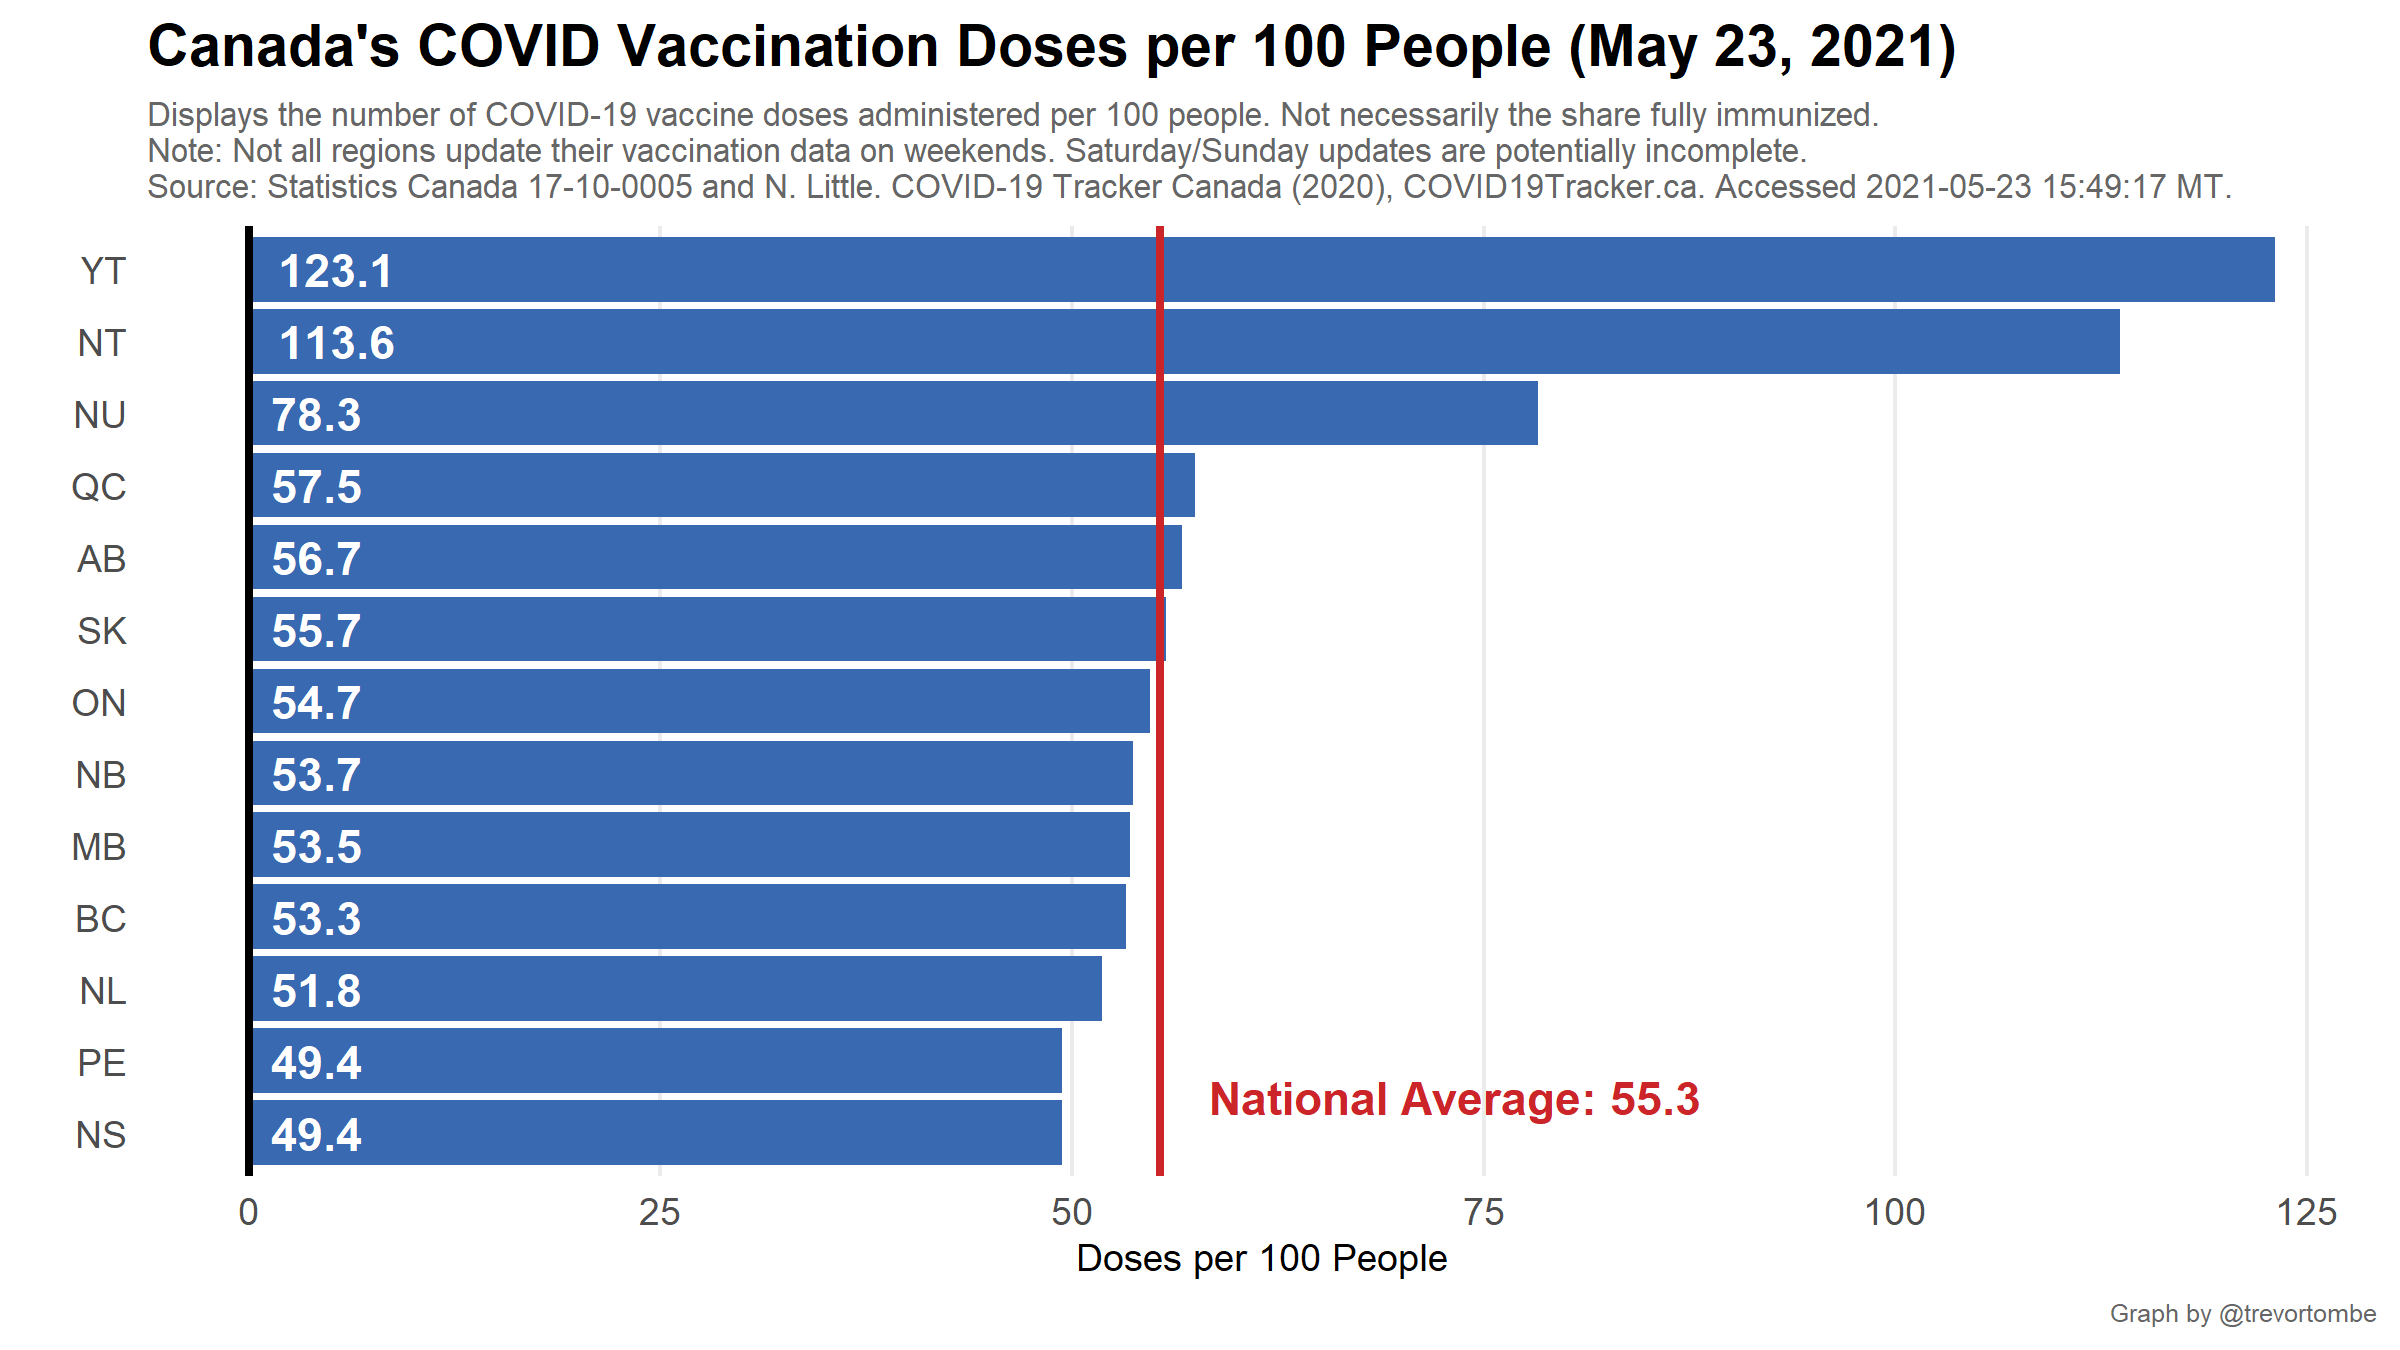 Canada's COVID Vaccination Doses per 100 People (May 23, 2021)
Displays the number of COVID-19 vaccine doses administered per 100 people. Not necessarily the share fully immunized.
Note: Not all regions update their vaccination data on weekends. Saturday/Sunday updates are potentially incomplete.
Source: Statistics Canada 17-10-0005 and N. Little. COVID-19 Tracker Canada (2020), COVID19Tracker.ca. Accessed 2021-05-23 15:49:17 MT.
YT 123.1
NT 113.6
NU 78.3
QC 57.5
AB 56.7
SK 55.7
ON 54.7
NB 53.7
MB 53.5
BC 53.3
NL 51.8
PE 49.4
National Average: 55.3
NS 49.4
0 25 50 75 100 125
Doses per 100 People
Graph by @trevortombe